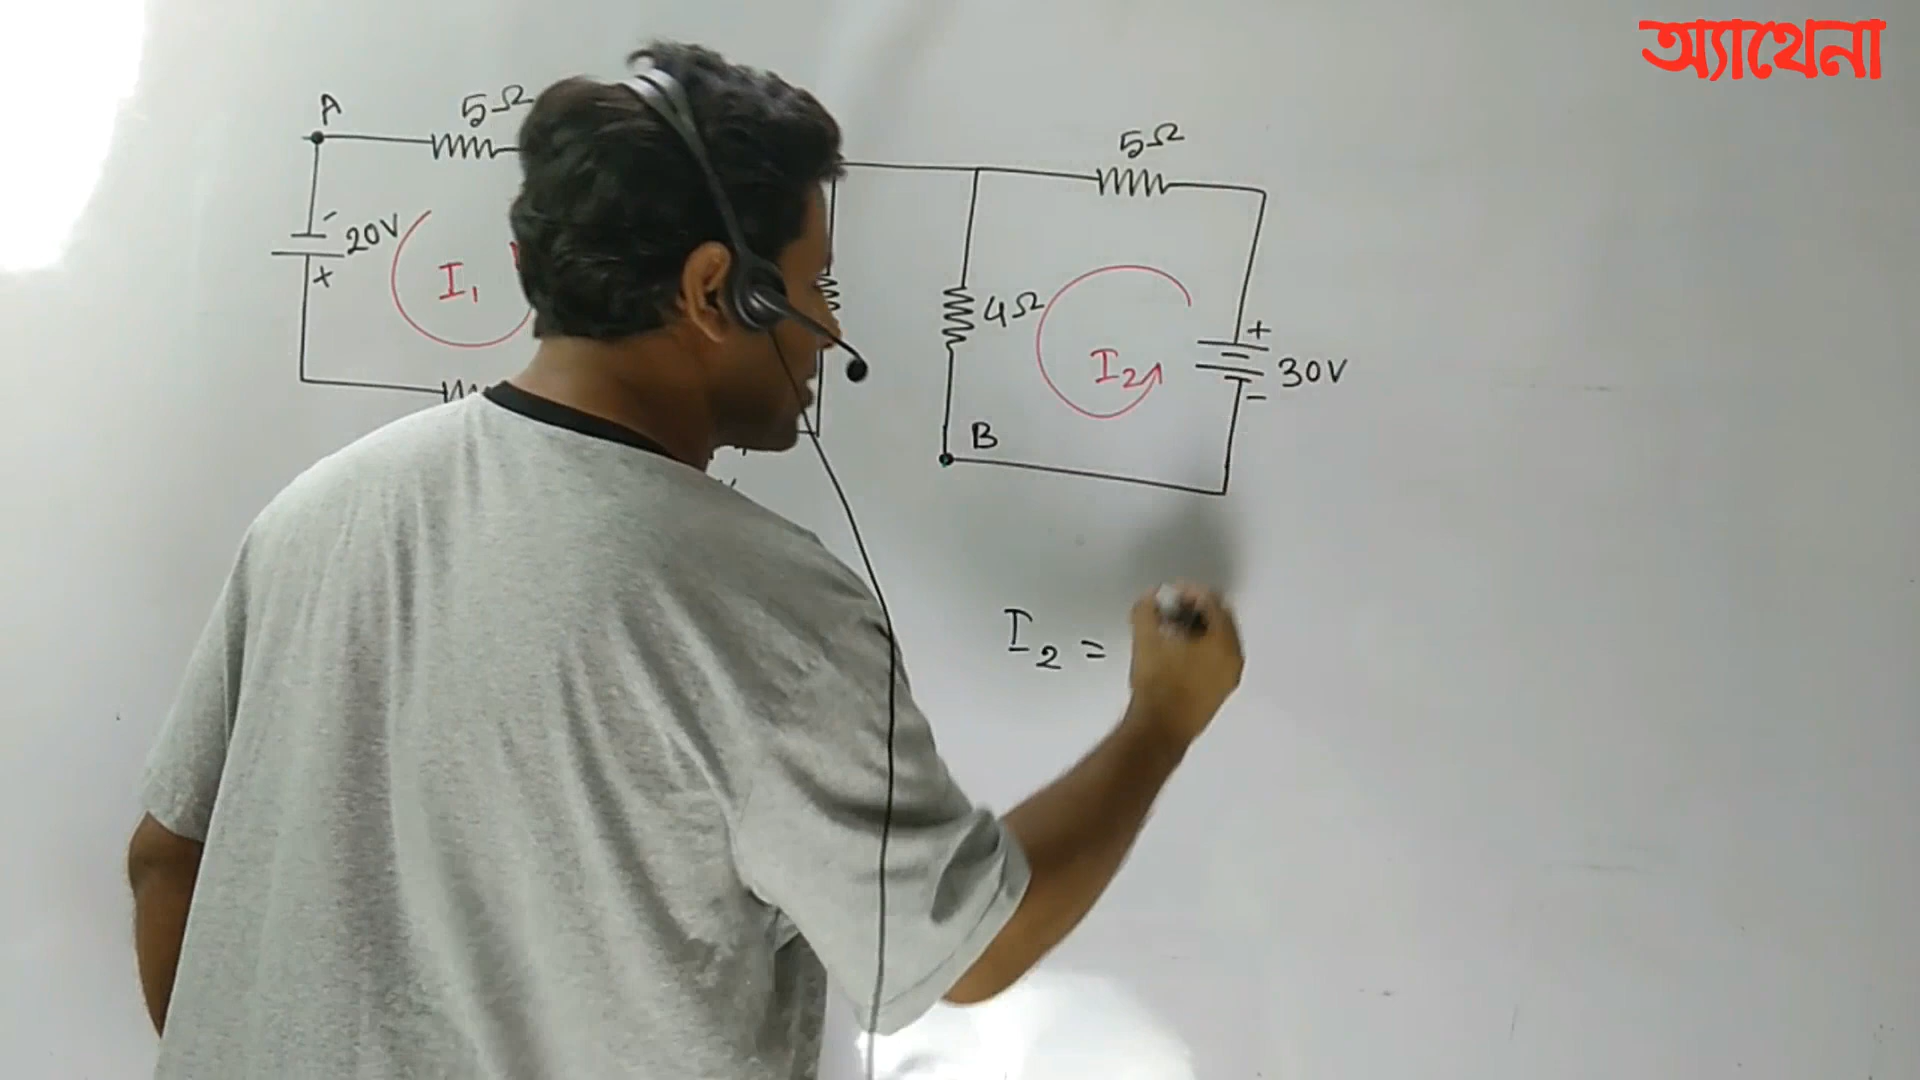 অ্যাথেনা
A
5Ω
5Ω
-
20V
+
I₁
4Ω
I₂
+
30V
-
B
I₂ =